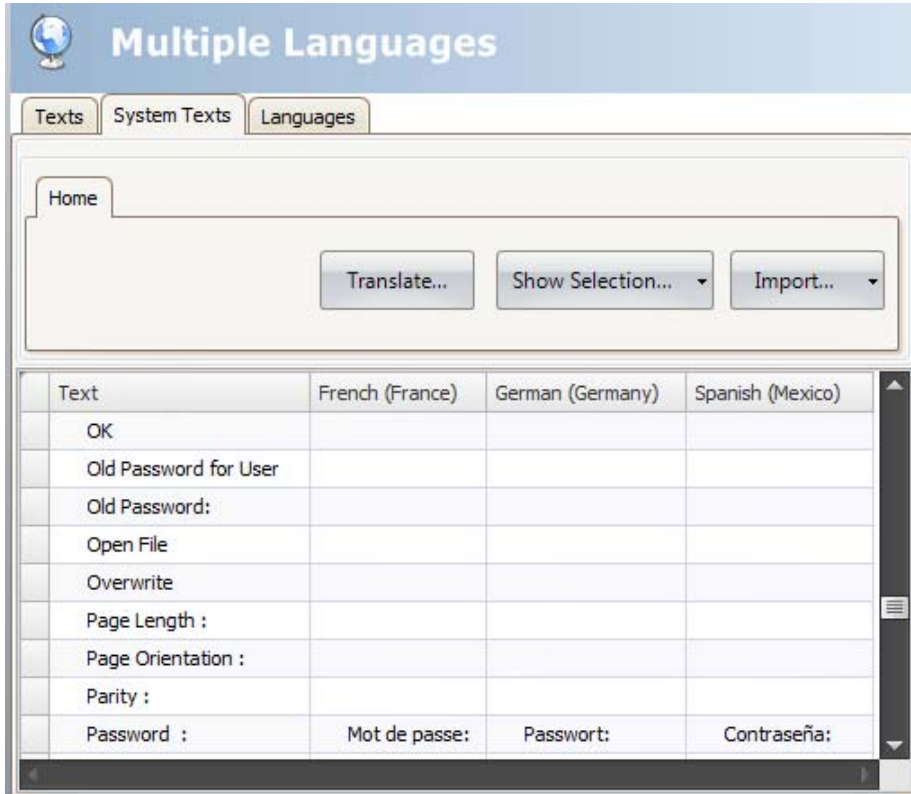 Multiple Languages
Texts System Texts Languages
Home
Translate... Show Selection... Import...
Text French (France) German (Germany) Spanish (Mexico)
OK
Old Password for User
Old Password:
Open File
Overwrite
Page Length :
Page Orientation :
Parity :
Password : Mot de passe: Passwort: Contraseña: